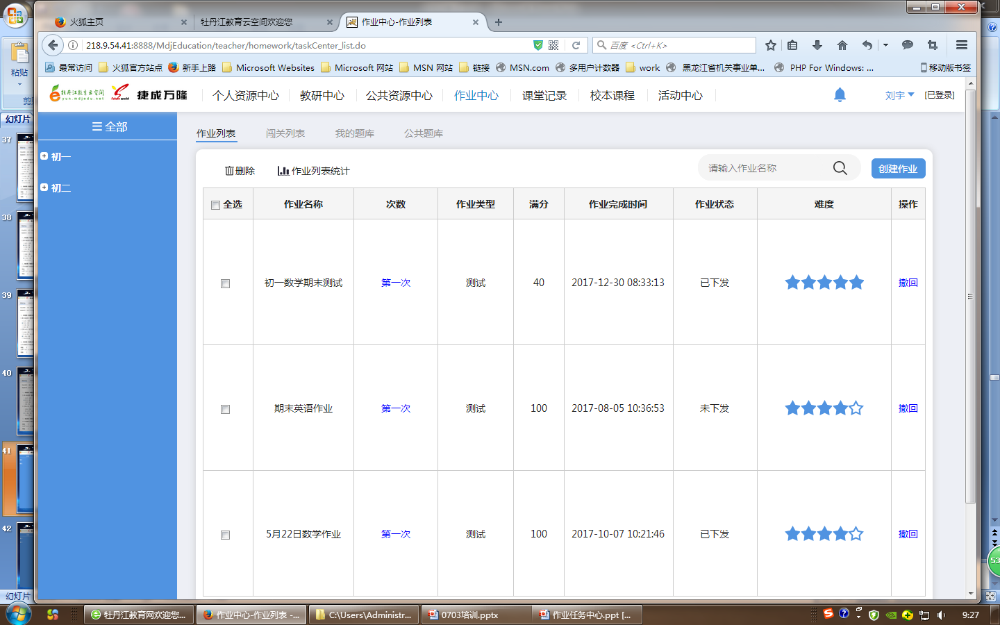 火狐主页
牡丹江教育云空间欢迎您
作业中心-作业列表
218.9.54.41:8888/MdjEducation/teacher/homework/taskCenter_list.do
百度 <Ctrl+K>
最常访问 火狐官方站点 新手上路 Microsoft Websites Microsoft 网站 MSN 网站 链接 MSN.com 多用户计数器 work 黑龙江省机关事业单... PHP For Windows: ... 移动版书签
粘贴
幻灯片
37
38
39
40
41
42
幻灯片
牡丹江教育云空间
yun.mdjedu.net
Future world
捷成万隆
个人资源中心 教研中心 公共资源中心 作业中心 课堂记录 校本课程 活动中心
刘宇 [已登录]
全部
初一
初二
作业列表 闯关列表 我的题库 公共题库
删除 作业列表统计 请输入作业名称 创建作业
全选 作业名称 次数 作业类型 满分 作业完成时间 作业状态 难度 操作
初一数学期末测试 第一次 测试 40 2017-12-30 08:33:13 已下发 撤回
期末英语作业 第一次 测试 100 2017-08-05 10:36:53 未下发 撤回
5月22日数学作业 第一次 测试 100 2017-10-07 10:21:46 已下发 撤回
53
牡丹江教育网欢迎您... 作业中心-作业列表 -... C:\Users\Administr... 0703培训.pptx 作业任务中心.ppt [... 9:27